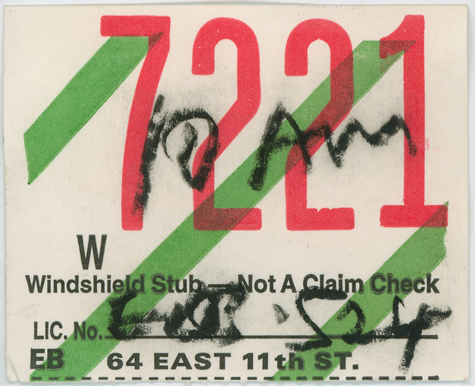 7221
10 Am
W
Windshield Stub — Not A Claim Check
LIC. No.
EB 64 EAST 11th ST.